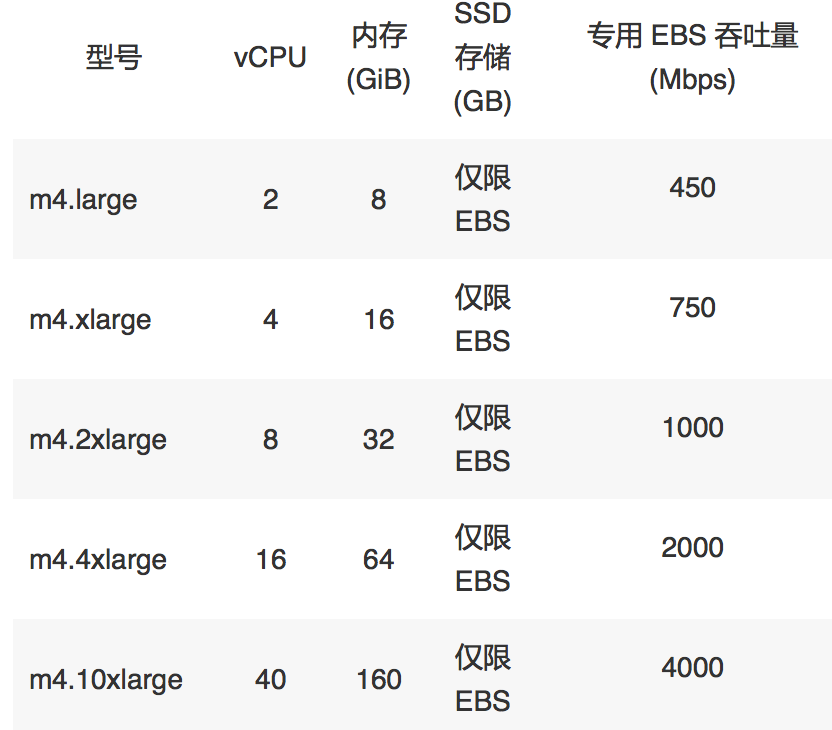 型号 vCPU 内存 (GiB) SSD 存储 (GB) 专用 EBS 吞吐量 (Mbps)
m4.large 2 8 仅限 EBS 450
m4.xlarge 4 16 仅限 EBS 750
m4.2xlarge 8 32 仅限 EBS 1000
m4.4xlarge 16 64 仅限 EBS 2000
m4.10xlarge 40 160 仅限 EBS 4000